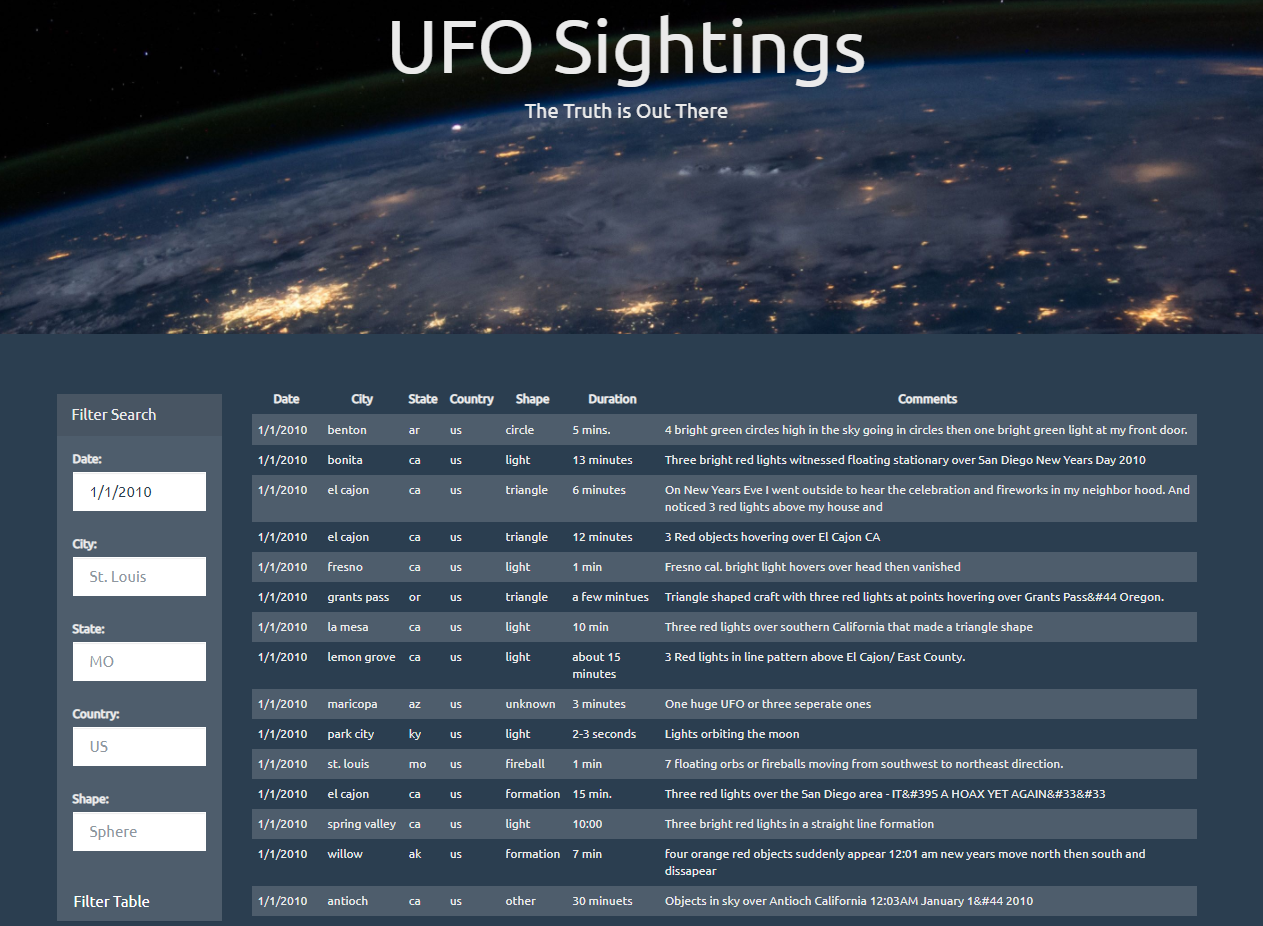 UFO Sightings
The Truth is Out There
Filter Search
Date:
1/1/2010
City:
St. Louis
State:
MO
Country:
US
Shape:
Sphere
Filter Table
Date City State Country Shape Duration Comments
1/1/2010 benton ar us circle 5 mins. 4 bright green circles high in the sky going in circles then one bright green light at my front door.
1/1/2010 bonita ca us light 13 minutes Three bright red lights witnessed floating stationary over San Diego New Years Day 2010
1/1/2010 el cajon ca us triangle 6 minutes On New Years Eve I went outside to hear the celebration and fireworks in my neighbor hood. And
noticed 3 red lights above my house and
1/1/2010 el cajon ca us triangle 12 minutes 3 Red objects hovering over El Cajon CA
1/1/2010 fresno ca us light 1 min Fresno cal. bright light hovers over head then vanished
1/1/2010 grants pass or us triangle a few mintues Triangle shaped craft with three red lights at points hovering over Grants Pass&#44 Oregon.
1/1/2010 la mesa ca us light 10 min Three red lights over southern California that made a triangle shape
1/1/2010 lemon grove ca us light about 15 3 Red lights in line pattern above El Cajon/ East County.
minutes
1/1/2010 maricopa az us unknown 3 minutes One huge UFO or three seperate ones
1/1/2010 park city ky us light 2-3 seconds Lights orbiting the moon
1/1/2010 st. louis mo us fireball 1 min 7 floating orbs or fireballs moving from southwest to northeast direction.
1/1/2010 el cajon ca us formation 15 min. Three red lights over the San Diego area - IT&#39S A HOAX YET AGAIN&#33&#33
1/1/2010 spring valley ca us light 10:00 Three bright red lights in a straight line formation
1/1/2010 willow ak us formation 7 min four orange red objects suddenly appear 12:01 am new years move north then south and
dissapear
1/1/2010 antioch ca us other 30 minuets Objects in sky over Antioch California 12:03AM January 1&#44 2010